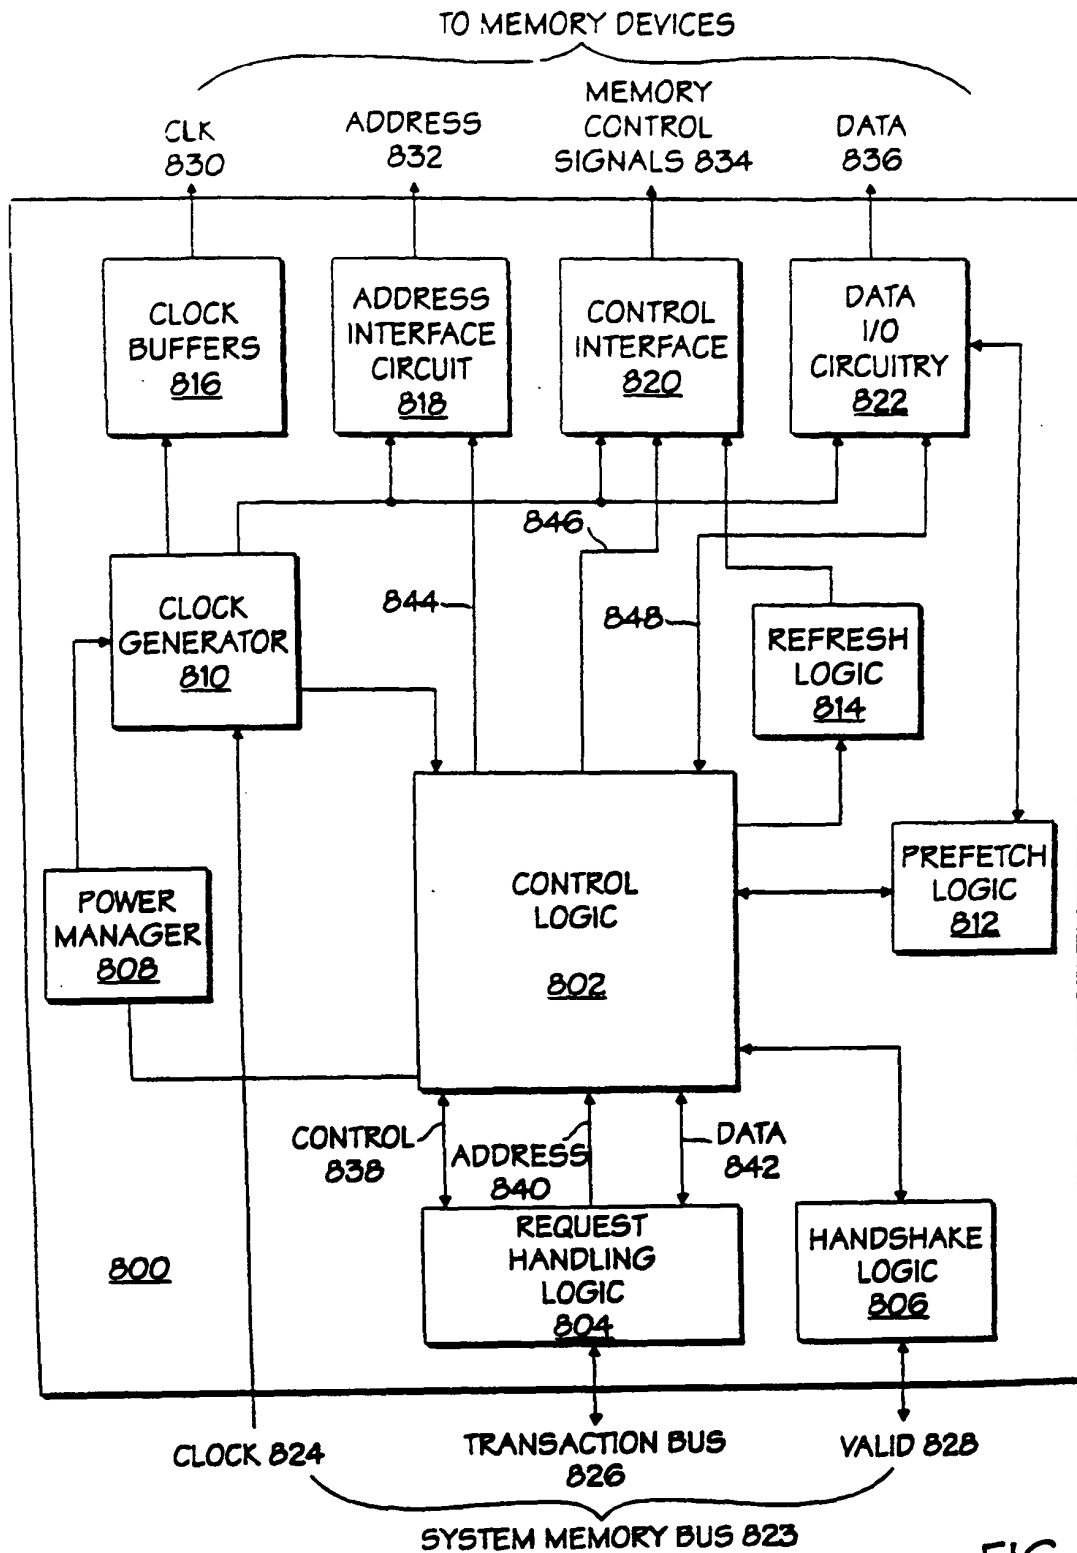 TO MEMORY DEVICES
CLK
830
ADDRESS
832
MEMORY
CONTROL
SIGNALS 834
DATA
836
CLOCK
BUFFERS
816
ADDRESS
INTERFACE
CIRCUIT
818
CONTROL
INTERFACE
820
DATA
I/O
CIRCUITRY
822
846
844
848
CLOCK
GENERATOR
810
REFRESH
LOGIC
814
CONTROL
LOGIC
802
PREFETCH
LOGIC
812
POWER
MANAGER
808
CONTROL
838
ADDRESS
840
DATA
842
800
REQUEST
HANDLING
LOGIC
804
HANDSHAKE
LOGIC
806
CLOCK 824
TRANSACTION BUS
826
VALID 828
SYSTEM MEMORY BUS 823
FIG